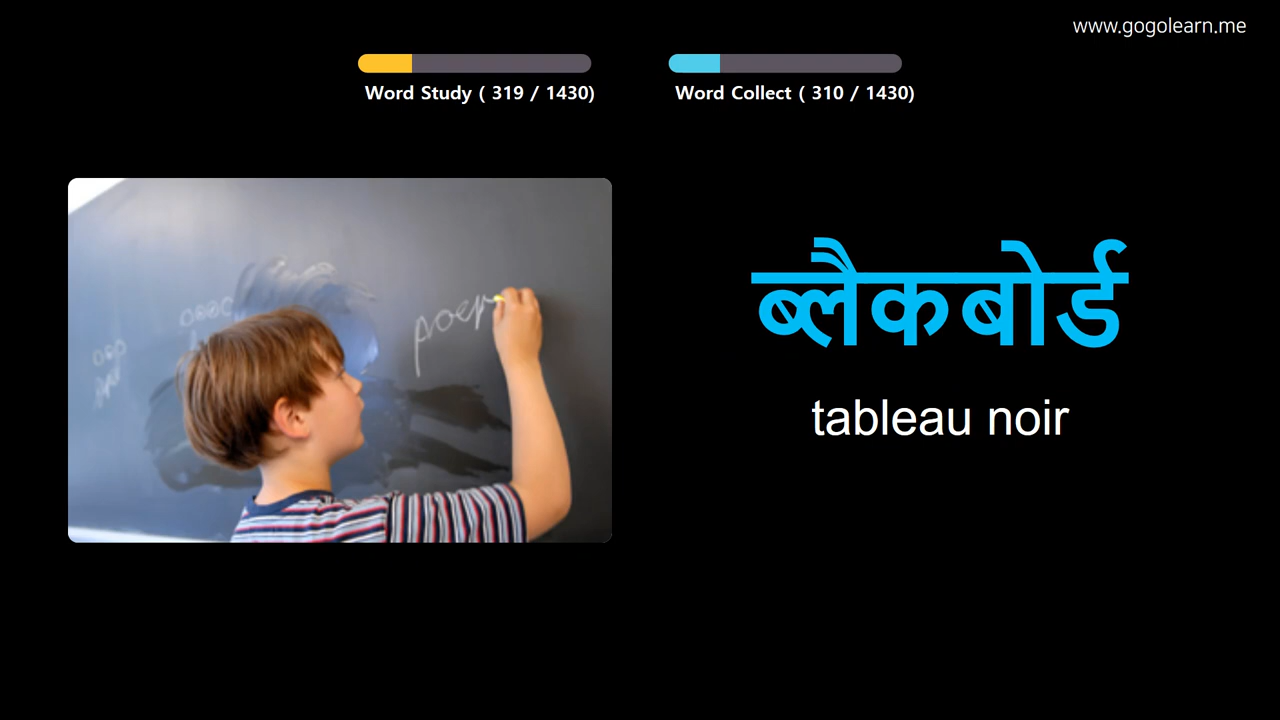 www.gogolearn.me
Word Study ( 319 / 1430)
Word Collect ( 310 / 1430)
ब्लैकबोर्ड
tableau noir